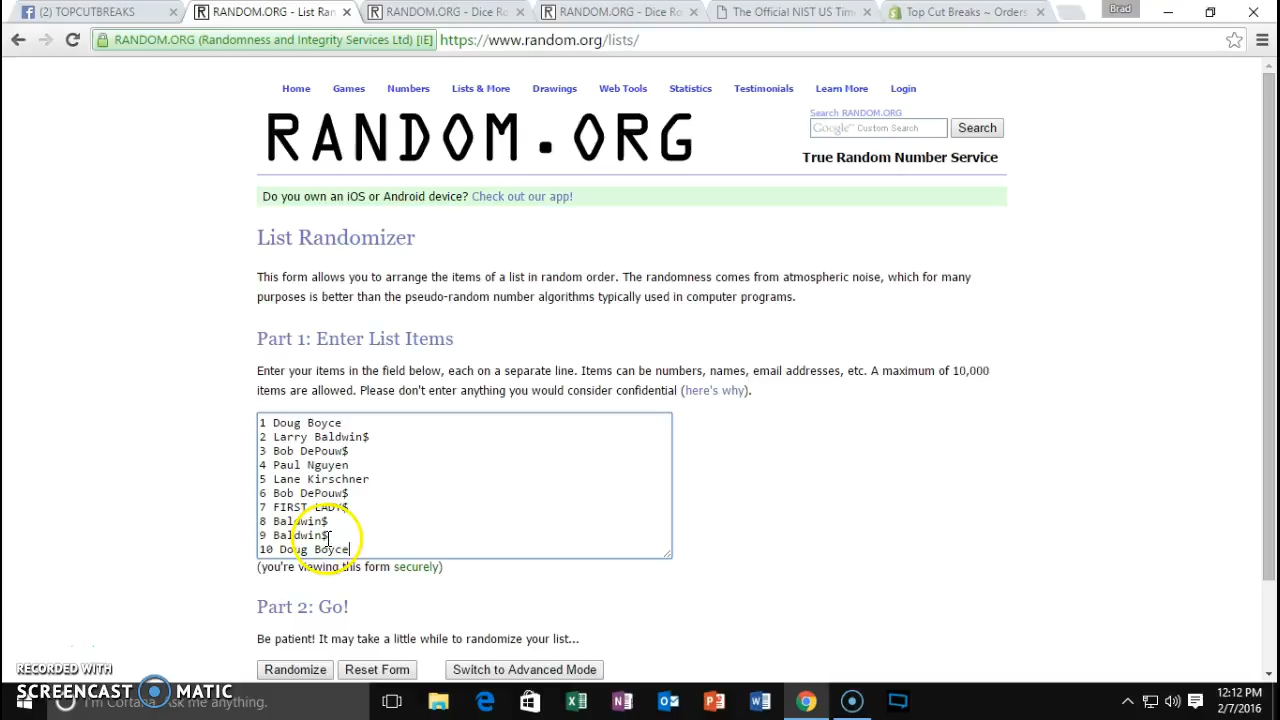 (2) TOPCUTBREAKS
RANDOM.ORG - List Ran
RANDOM.ORG - Dice Ro
RANDOM.ORG - Dice Ro
The Official NIST US Tim
Top Cut Breaks ~ Orders
Brad
RANDOM.ORG (Randomness and Integrity Services Ltd) [IE] https://www.random.org/lists/
Home Games Numbers Lists & More Drawings Web Tools Statistics Testimonials Learn More Login
RANDOM.ORG
Search RANDOM.ORG
Google™ Custom Search Search
True Random Number Service
Do you own an iOS or Android device? Check out our app!
List Randomizer
This form allows you to arrange the items of a list in random order. The randomness comes from atmospheric noise, which for many
purposes is better than the pseudo-random number algorithms typically used in computer programs.
Part 1: Enter List Items
Enter your items in the field below, each on a separate line. Items can be numbers, names, email addresses, etc. A maximum of 10,000
items are allowed. Please don't enter anything you would consider confidential (here's why).
1 Doug Boyce
2 Larry Baldwin$
3 Bob DePouw$
4 Paul Nguyen
5 Lane Kirschner
6 Bob DePouw$
7 FIRST LADY$
8 Baldwin$
9 Baldwin$
10 Doug Boyce
(you're viewing this form securely)
Part 2: Go!
Be patient! It may take a little while to randomize your list...
Randomize Reset Form Switch to Advanced Mode
RECORDED WITH
SCREENCAST MATIC
I'm Cortana. Ask me anything.
12:12 PM
2/7/2016